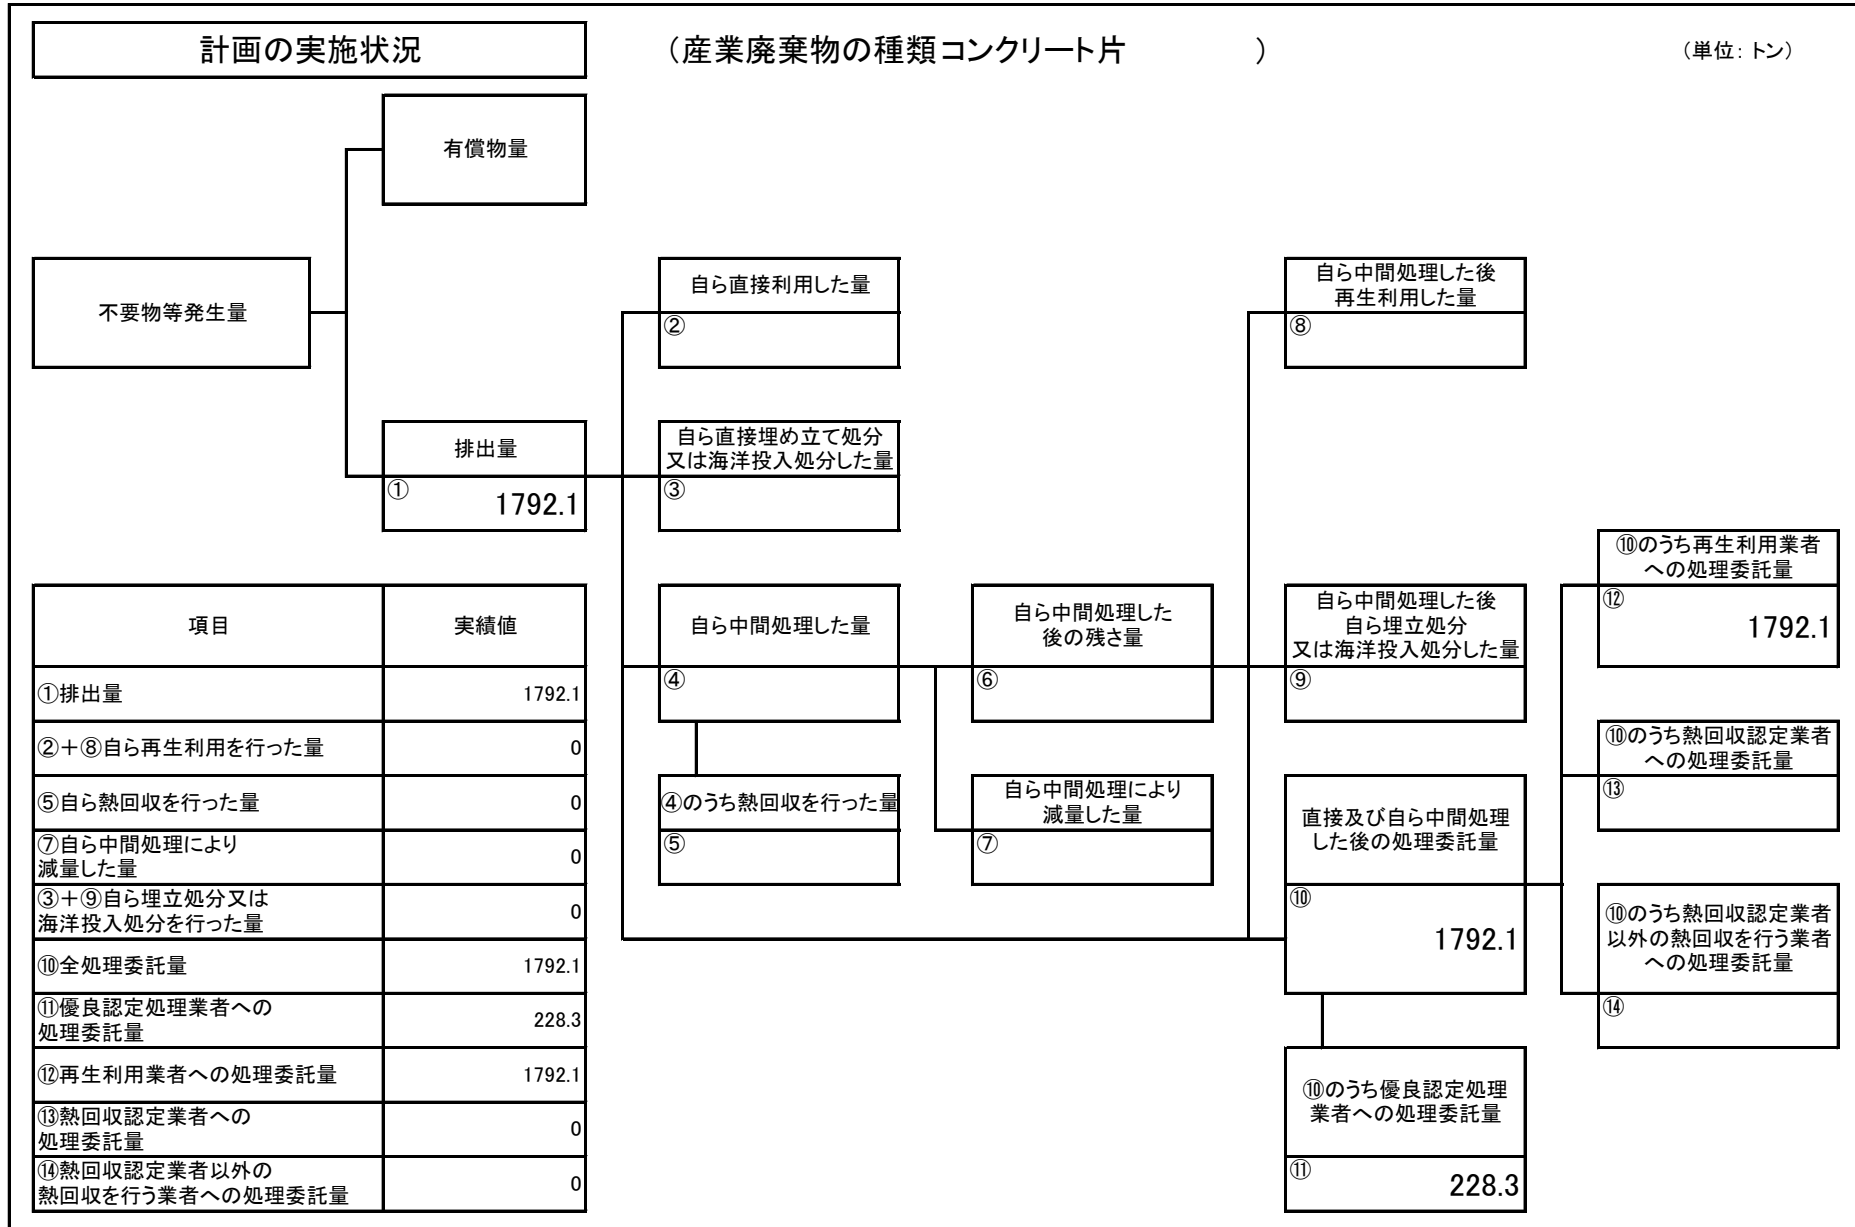 計画の実施状況
（産業廃棄物の種類コンクリート片　　　　）
（単位：トン）
有償物量
不要物等発生量
自ら直接利用した量
②
自ら中間処理した後
再生利用した量
⑧
排出量
①
1792.1
自ら直接埋め立て処分
又は海洋投入処分した量
③
⑩のうち再生利用業者
への処理委託量
⑫
1792.1
自ら中間処理した量
④
自ら中間処理した
後の残さ量
⑥
自ら中間処理した後
自ら埋立処分
又は海洋投入処分した量
⑨
⑩のうち熱回収認定業者
への処理委託量
⑬
④のうち熱回収を行った量
⑤
自ら中間処理により
減量した量
⑦
直接及び自ら中間処理
した後の処理委託量
⑩
1792.1
⑩のうち熱回収認定業者
以外の熱回収を行う業者
への処理委託量
⑭
⑩のうち優良認定処理
業者への処理委託量
⑪
228.3
項目 実績値
①排出量 1792.1
②＋⑧自ら再生利用を行った量 0
⑤自ら熱回収を行った量 0
⑦自ら中間処理により
減量した量 0
③＋⑨自ら埋立処分又は
海洋投入処分を行った量 0
⑩全処理委託量 1792.1
⑪優良認定処理業者への
処理委託量 228.3
⑫再生利用業者への処理委託量 1792.1
⑬熱回収認定業者への
処理委託量 0
⑭熱回収認定業者以外の
熱回収を行う業者への処理委託量 0